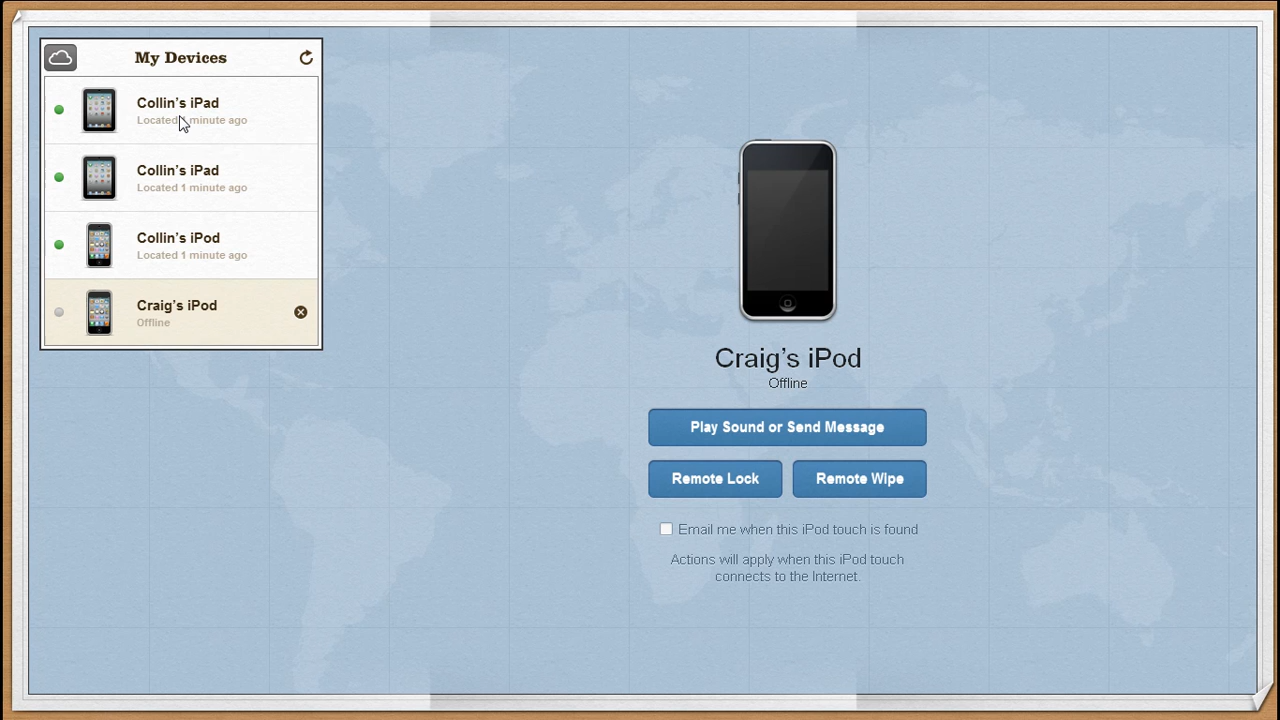 My Devices
Collin's iPad
Located 1 minute ago
Collin's iPad
Located 1 minute ago
Collin's iPod
Located 1 minute ago
Craig's iPod
Offline
Craig's iPod
Offline
Play Sound or Send Message
Remote Lock
Remote Wipe
Email me when this iPod touch is found
Actions will apply when this iPod touch
connects to the Internet.